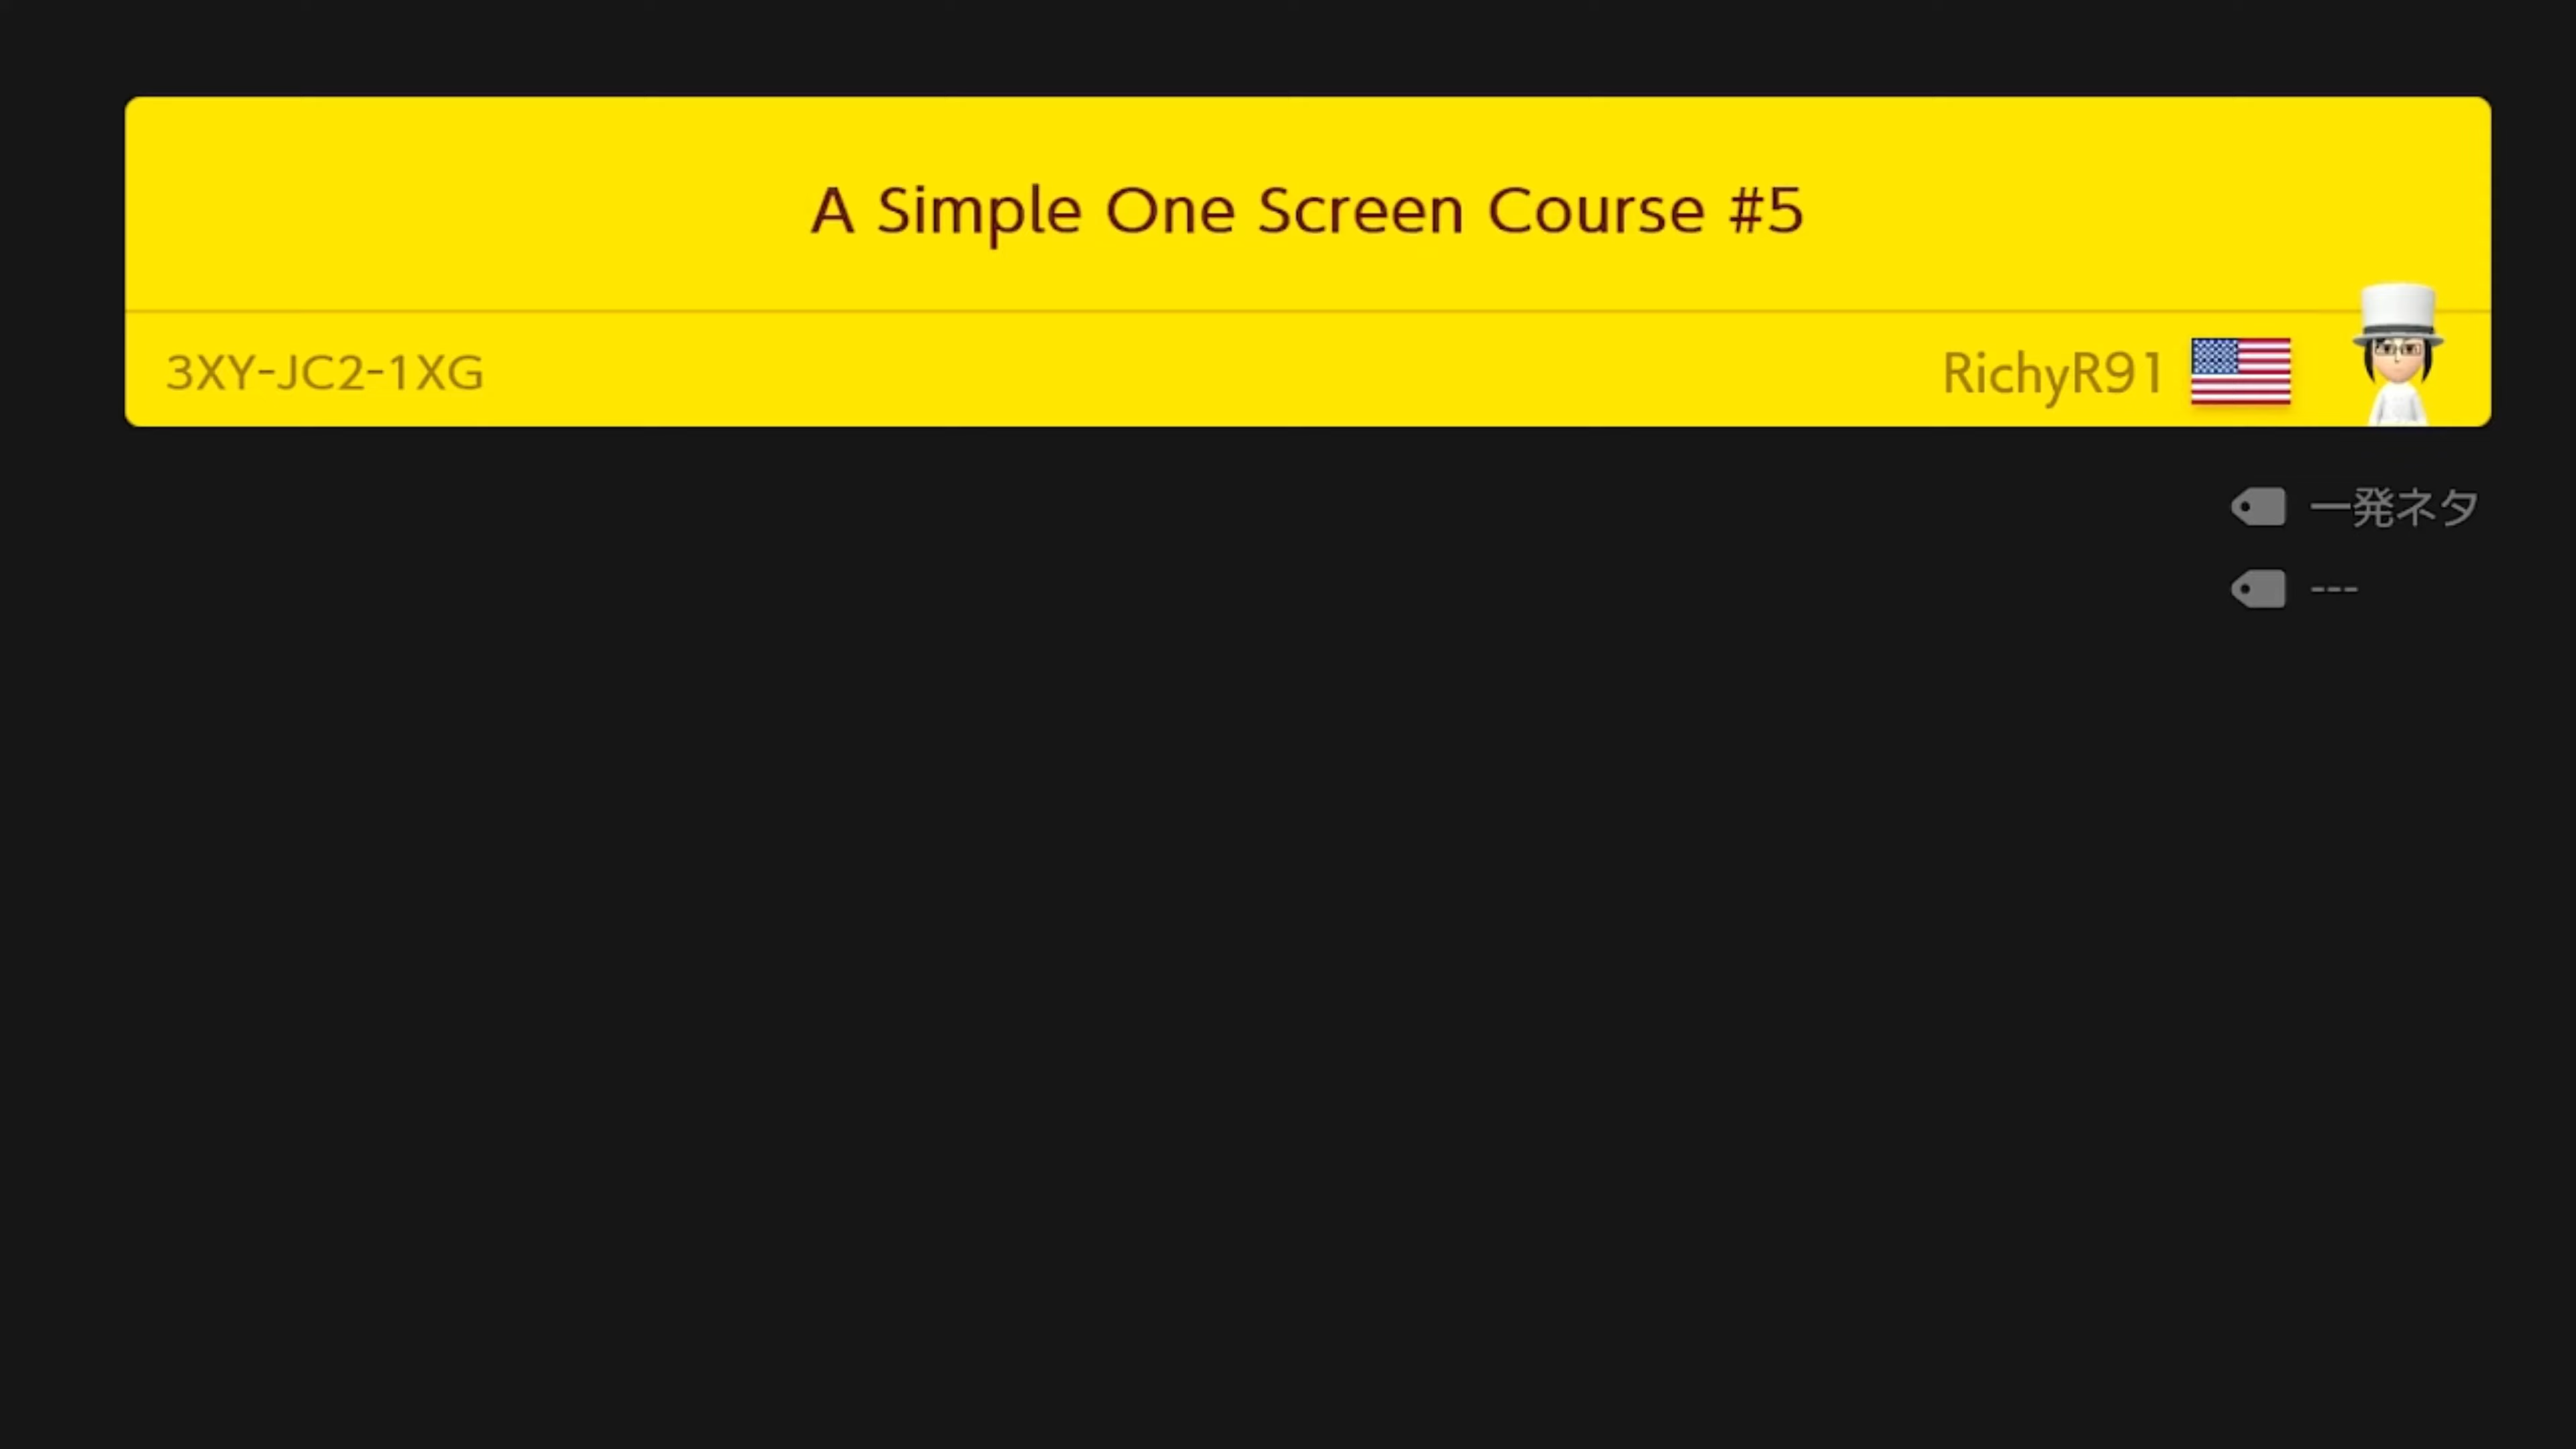 A Simple One Screen Course #5
3XY-JC2-1XG
RichyR91
一発ネタ
---